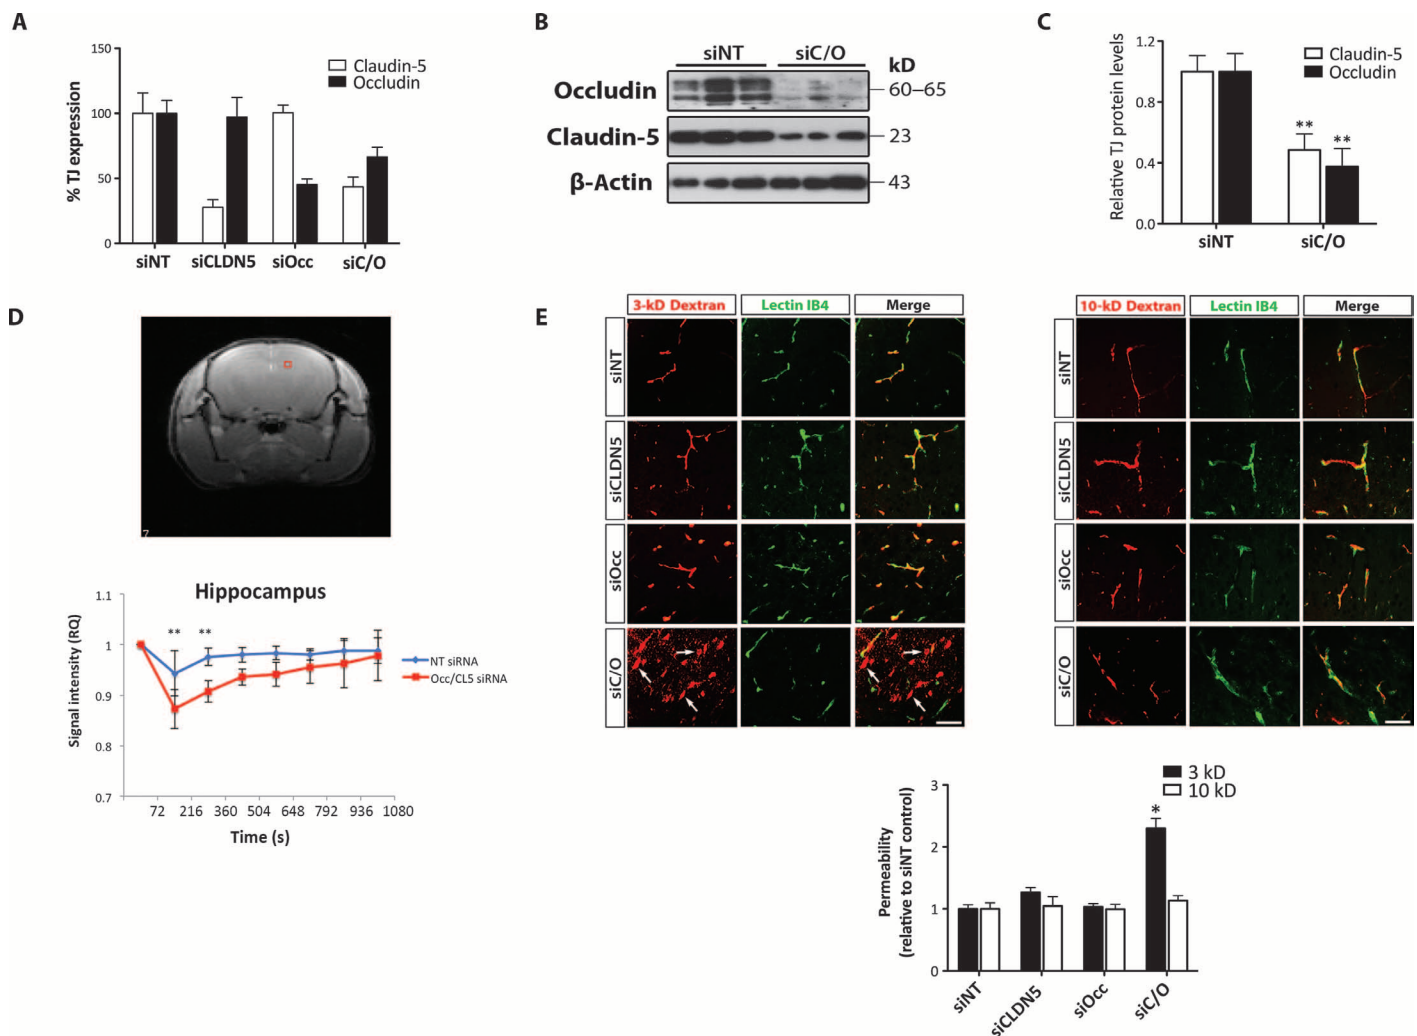 A
150
100
50
0
% TJ expression
Claudin-5
Occludin
siNT siCLDN5 siOcc siC/O
B
siNT siC/O
kD
Occludin 60–65
Claudin-5 23
β-Actin 43
C
1.2
0.8
0.4
0.0
Relative TJ protein levels
Claudin-5
Occludin
** **
siNT siC/O
D
7
Hippocampus
1.1
1
0.9
0.8
0.7
Signal intensity (RQ)
** **
NT siRNA
Occ/CL5 siRNA
72 216 360 504 648 792 936 1080
Time (s)
E
3-kD Dextran Lectin IB4 Merge
siNT
siCLDN5
siOcc
siC/O
10-kD Dextran Lectin IB4 Merge
siNT
siCLDN5
siOcc
siC/O
3 kD
10 kD
3
2
1
0
Permeability
(relative to siNT control)
*
siNT siCLDN5 siOcc siC/O